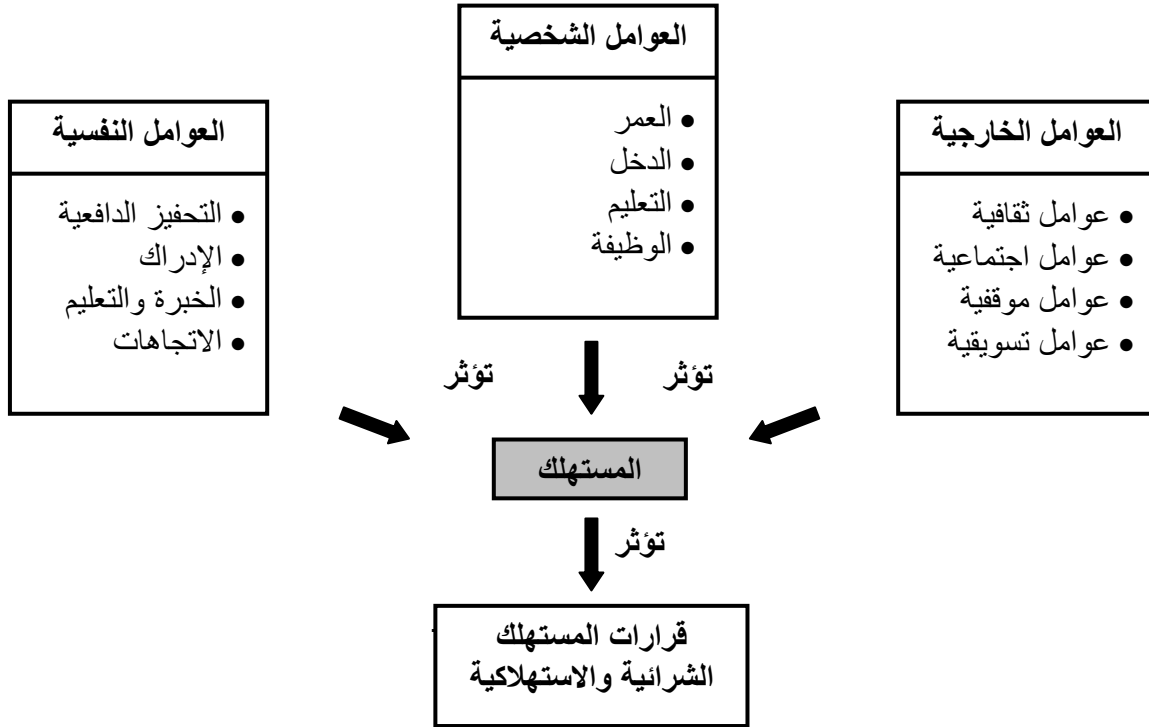 العوامل الشخصية
• العمر
• الدخل
• التعليم
• الوظيفة
العوامل الخارجية
• عوامل ثقافية
• عوامل اجتماعية
• عوامل موقفية
• عوامل تسويقية
العوامل النفسية
• التحفيز الدافعية
• الإدراك
• الخبرة والتعليم
• الاتجاهات
تؤثر
تؤثر
المستهلك
تؤثر
قرارات المستهلك
الشرائية والاستهلاكية